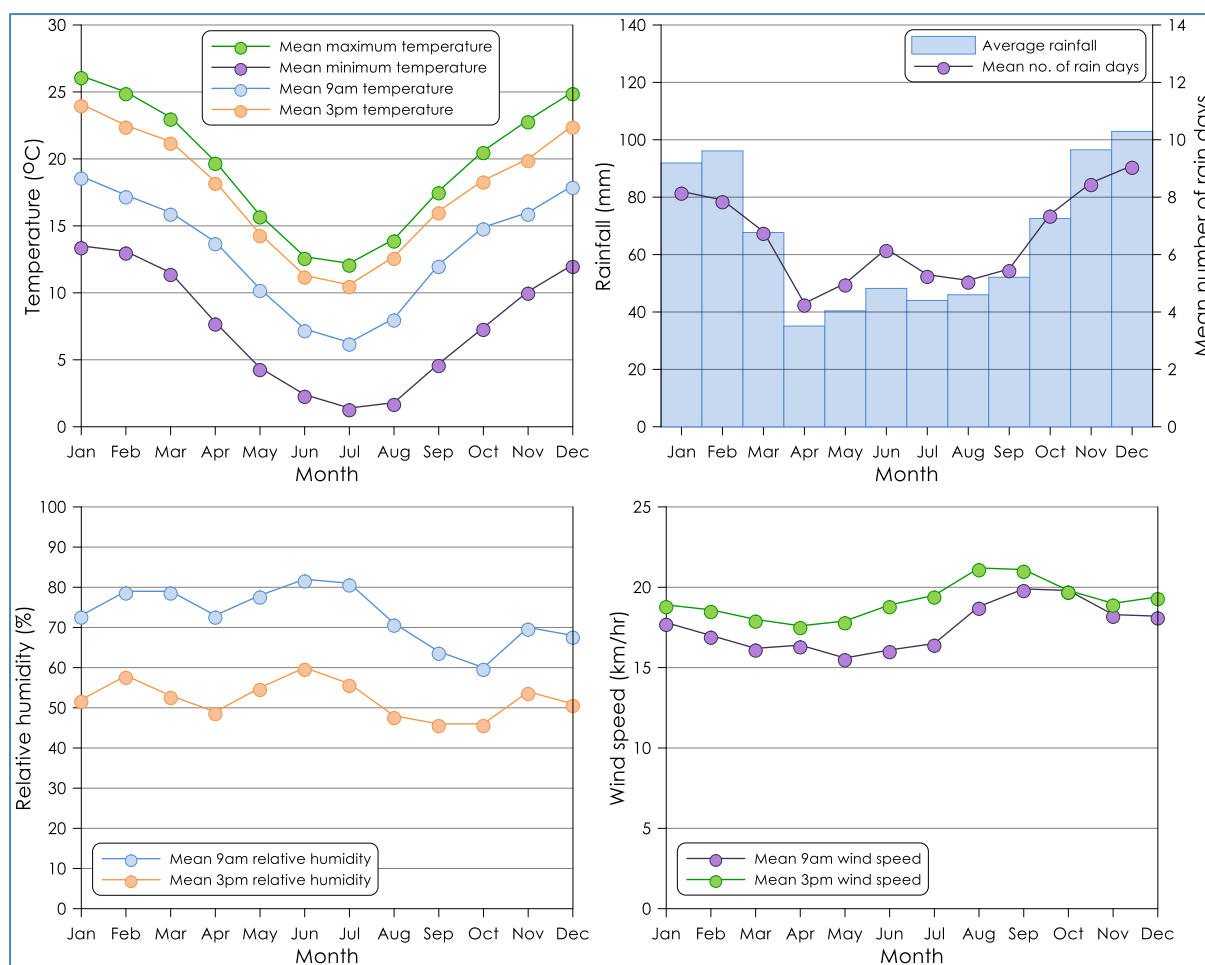 30
25
20
15
10
5
0
Temperature (°C)
Mean maximum temperature
Mean minimum temperature
Mean 9am temperature
Mean 3pm temperature
Jan Feb Mar Apr May Jun Jul Aug Sep Oct Nov Dec
Month
140
120
100
80
60
40
20
0
Rainfall (mm)
Average rainfall
Mean no. of rain days
14
12
10
8
6
4
2
0
Mean number of rain days
Jan Feb Mar Apr May Jun Jul Aug Sep Oct Nov Dec
Month
100
90
80
70
60
50
40
30
20
10
0
Relative humidity (%)
Mean 9am relative humidity
Mean 3pm relative humidity
Jan Feb Mar Apr May Jun Jul Aug Sep Oct Nov Dec
Month
25
20
15
10
5
0
Wind speed (km/hr)
Mean 9am wind speed
Mean 3pm wind speed
Jan Feb Mar Apr May Jun Jul Aug Sep Oct Nov Dec
Month